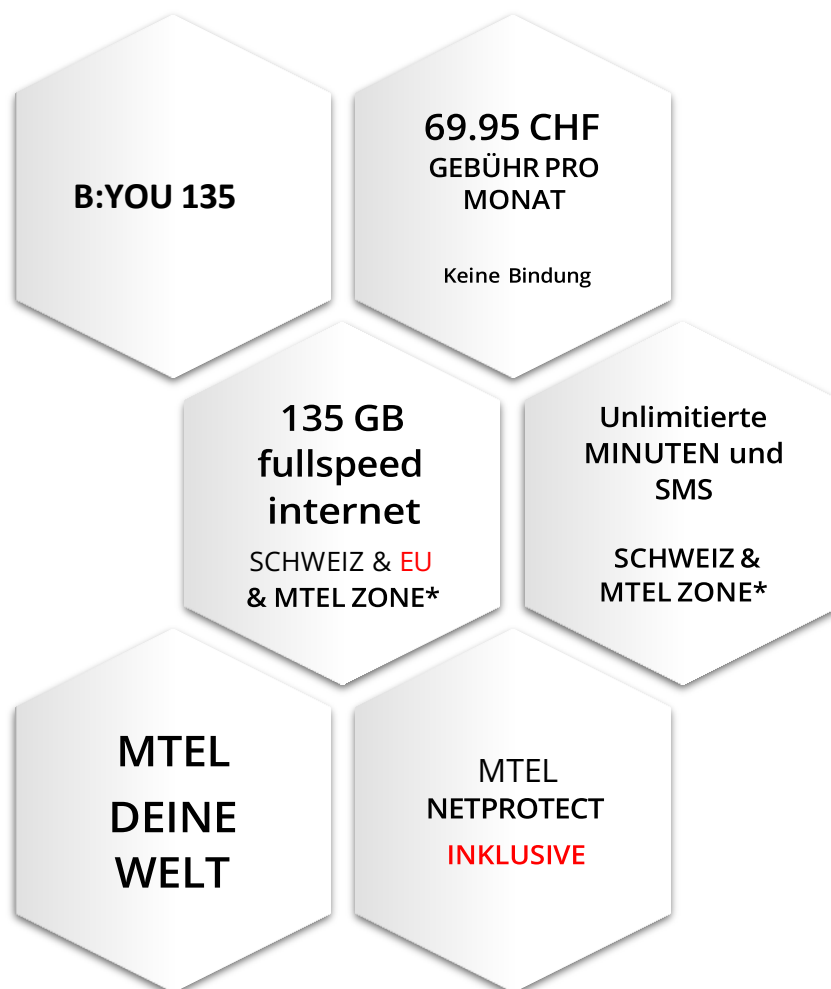 B:YOU 135
69.95 CHF
GEBÜHR PRO
MONAT
Keine Bindung
135 GB
fullspeed
internet
SCHWEIZ & EU
& MTEL ZONE*
Unlimitierte
MINUTEN und
SMS
SCHWEIZ &
MTEL ZONE*
MTEL
DEINE
WELT
MTEL
NETPROTECT
INKLUSIVE